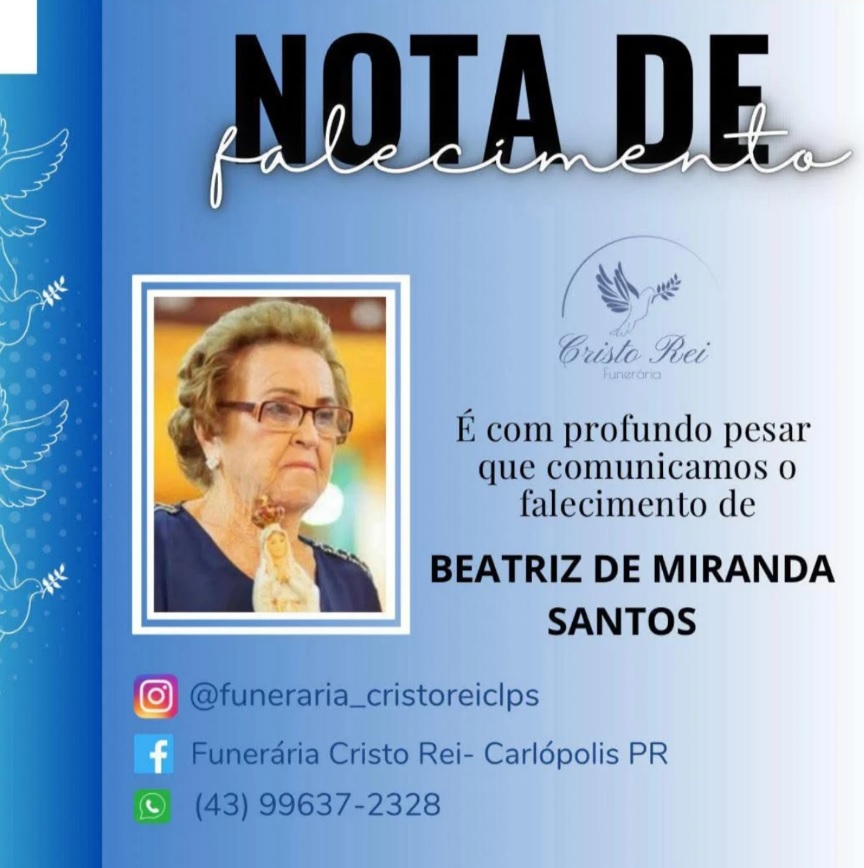 NOTA DE
falecimento
Cristo Rei
Funerária
É com profundo pesar
que comunicamos o
falecimento de
BEATRIZ DE MIRANDA
SANTOS
@funeraria_cristoreiclps
Funerária Cristo Rei- Carlópolis PR
(43) 99637-2328